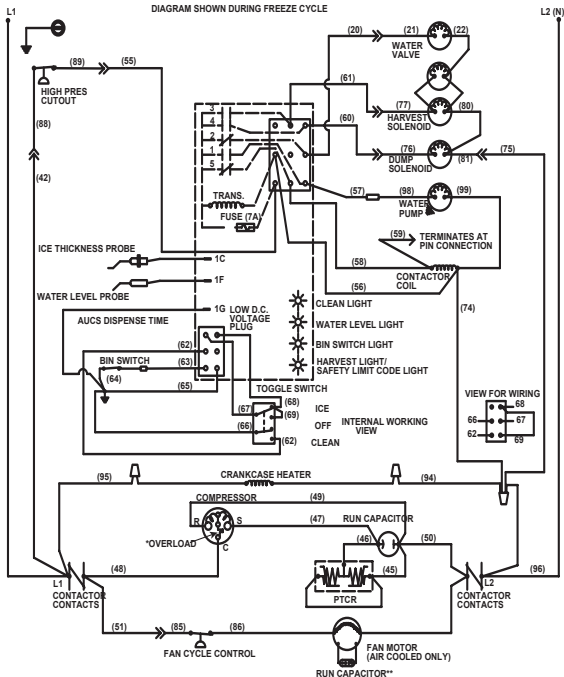 L1
DIAGRAM SHOWN DURING FREEZE CYCLE
L2 (N)
(20)
(21)
(22)
WATER
VALVE
(89)
(55)
HIGH PRES
CUTOUT
(61)
(77)
(80)
HARVEST
SOLENOID
(88)
3
4
2
1
5
(60)
(76)
(81)
(75)
DUMP
SOLENOID
(42)
TRANS.
FUSE (7A)
(57)
(98)
(99)
WATER
PUMP
(59)
TERMINATES AT
PIN CONNECTION
ICE THICKNESS PROBE
1C
(58)
CONTACTOR
COIL
1F
(56)
WATER LEVEL PROBE
(74)
1G
LOW D.C.
VOLTAGE
PLUG
CLEAN LIGHT
AUCS DISPENSE TIME
WATER LEVEL LIGHT
(62)
BIN SWITCH LIGHT
BIN SWITCH
(63)
HARVEST LIGHT/
SAFETY LIMIT CODE LIGHT
(64)
(65)
TOGGLE SWITCH
VIEW FOR WIRING
(68)
68
(67)
(69)
ICE
66
67
(66)
OFF
INTERNAL WORKING
VIEW
62
69
(62)
CLEAN
(95)
CRANKCASE HEATER
(94)
COMPRESSOR
(49)
R
S
(47)
RUN CAPACITOR
*OVERLOAD
(46)
(50)
C
L1
(48)
(45)
L2
(96)
CONTACTOR
CONTACTS
PTCR
CONTACTOR
CONTACTS
(51)
(85)
(86)
FAN CYCLE CONTROL
FAN MOTOR
(AIR COOLED ONLY)
RUN CAPACITOR**